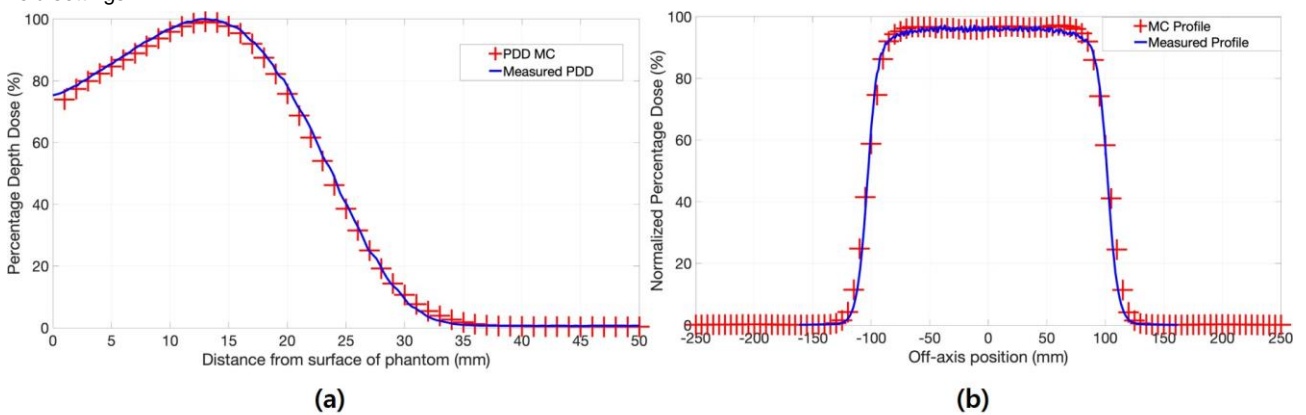 100
80
60
40
20
0
Percentage Depth Dose (%)
PDD MC
Measured PDD
0 5 10 15 20 25 30 35 40 45 50
Distance from surface of phantom (mm)
(a)
100
80
60
40
20
0
Normalized Percentage Dose (%)
MC Profile
Measured Profile
-250 -200 -150 -100 -50 0 50 100 150 200 250
Off-axis position (mm)
(b)